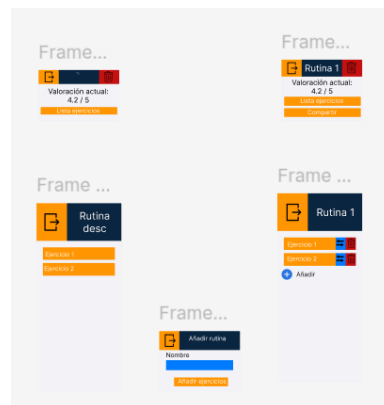 Frame...
Valoración actual:
4.2 / 5
Lista ejercicios
Frame...
Rutina 1
Valoración actual:
4.2 / 5
Lista ejercicios
Compartir
Frame ...
Rutina
desc
Ejercicio 1
Ejercicio 2
Frame ...
Rutina 1
Ejercicio 1
Ejercicio 2
Añadir
Frame...
Añadir rutina
Nombre
Añadir ejercicios